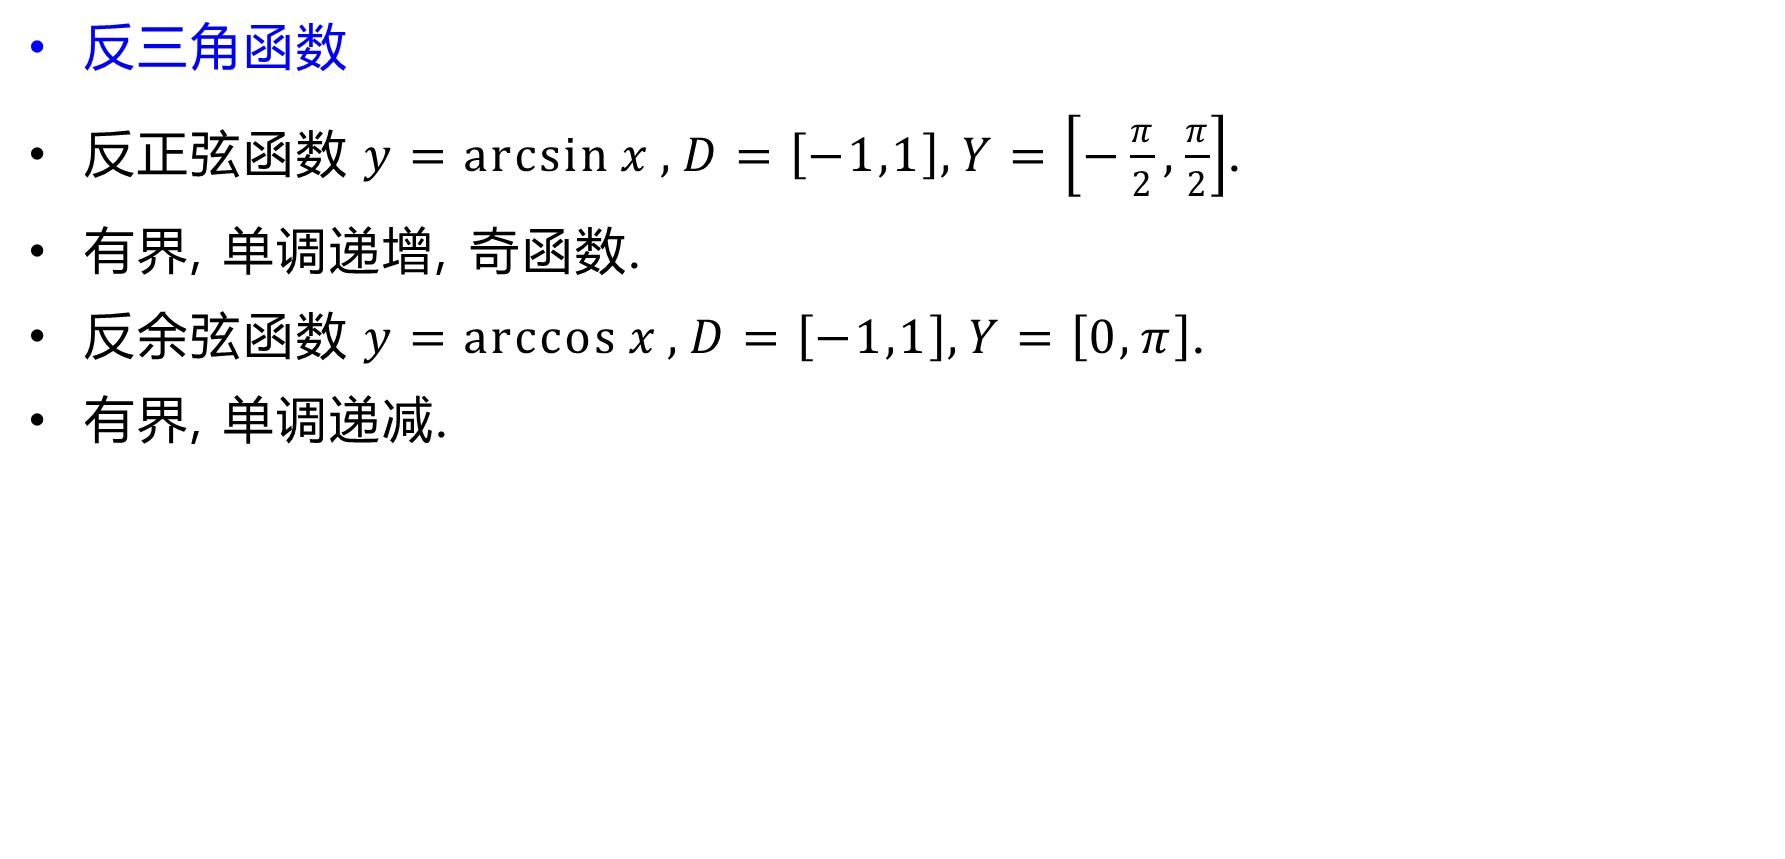 • 反三角函数
• 反正弦函数 y = arcsin x , D = [−1,1], Y = [−π/2, π/2].
• 有界, 单调递增, 奇函数.
• 反余弦函数 y = arccos x , D = [−1,1], Y = [0, π].
• 有界, 单调递减.